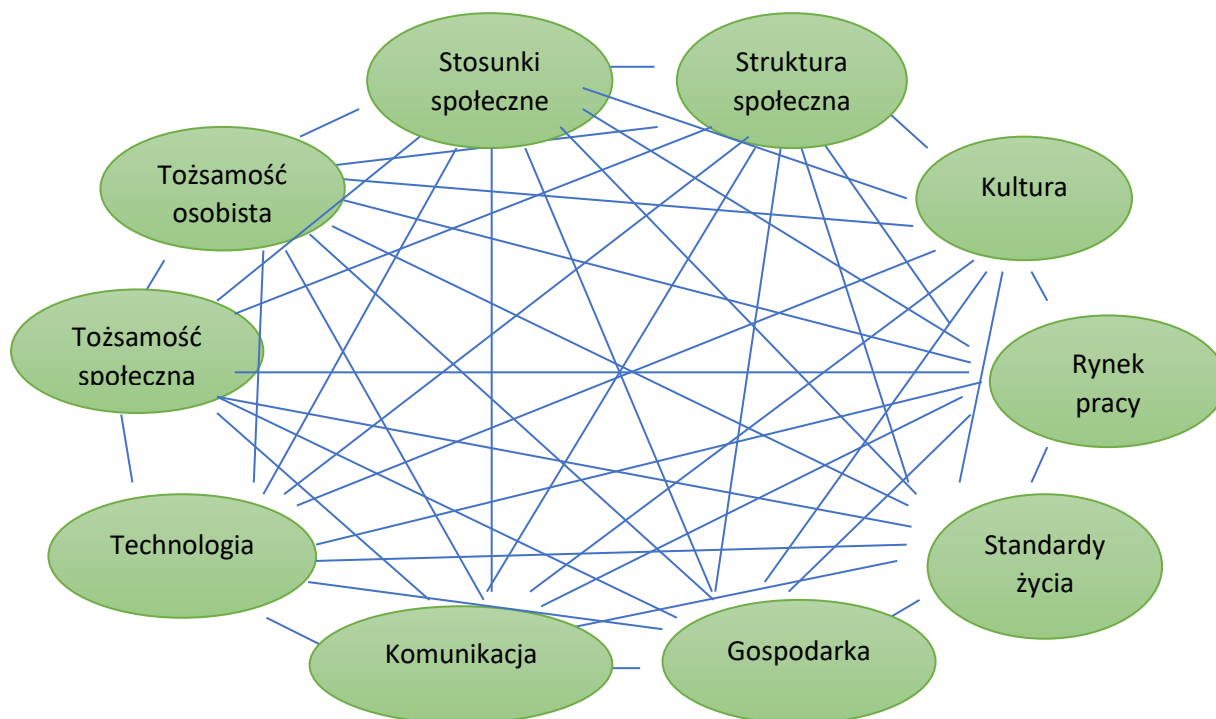 Stosunki
społeczne
Struktura
społeczna
Tożsamość
osobista
Kultura
Tożsamość
społeczna
Rynek
pracy
Technologia
Standardy
życia
Komunikacja
Gospodarka